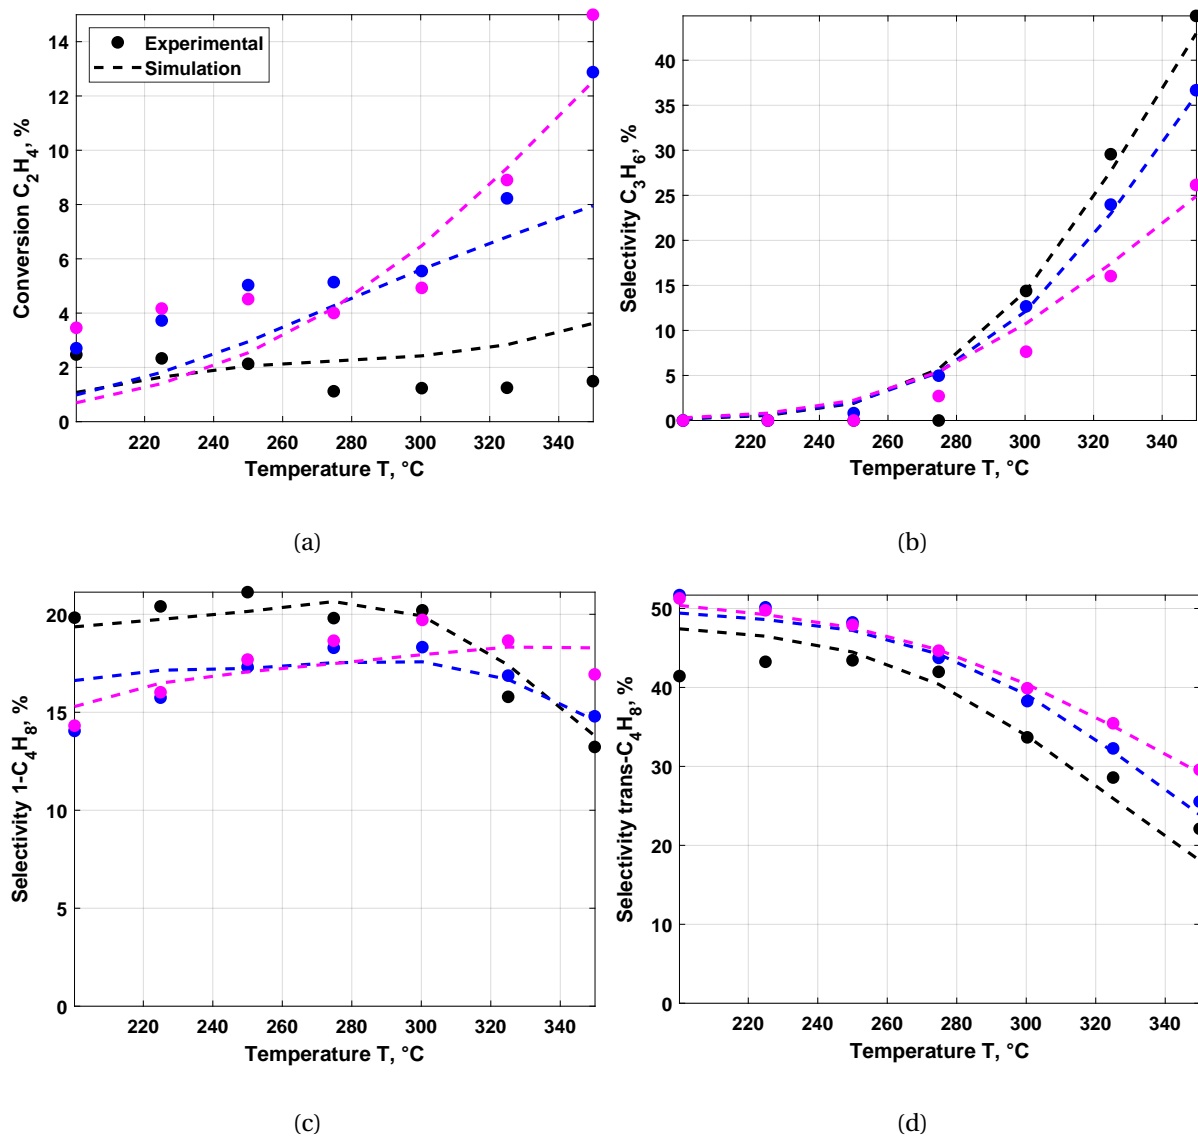 14
12
10
8
6
4
2
0
Conversion C2H4, %
Experimental
Simulation
220 240 260 280 300 320 340
Temperature T, °C
(a)
40
35
30
25
20
15
10
5
0
Selectivity C3H6, %
220 240 260 280 300 320 340
Temperature T, °C
(b)
20
15
10
5
0
Selectivity 1-C4H8, %
220 240 260 280 300 320 340
Temperature T, °C
(c)
50
40
30
20
10
0
Selectivity trans-C4H8, %
220 240 260 280 300 320 340
Temperature T, °C
(d)